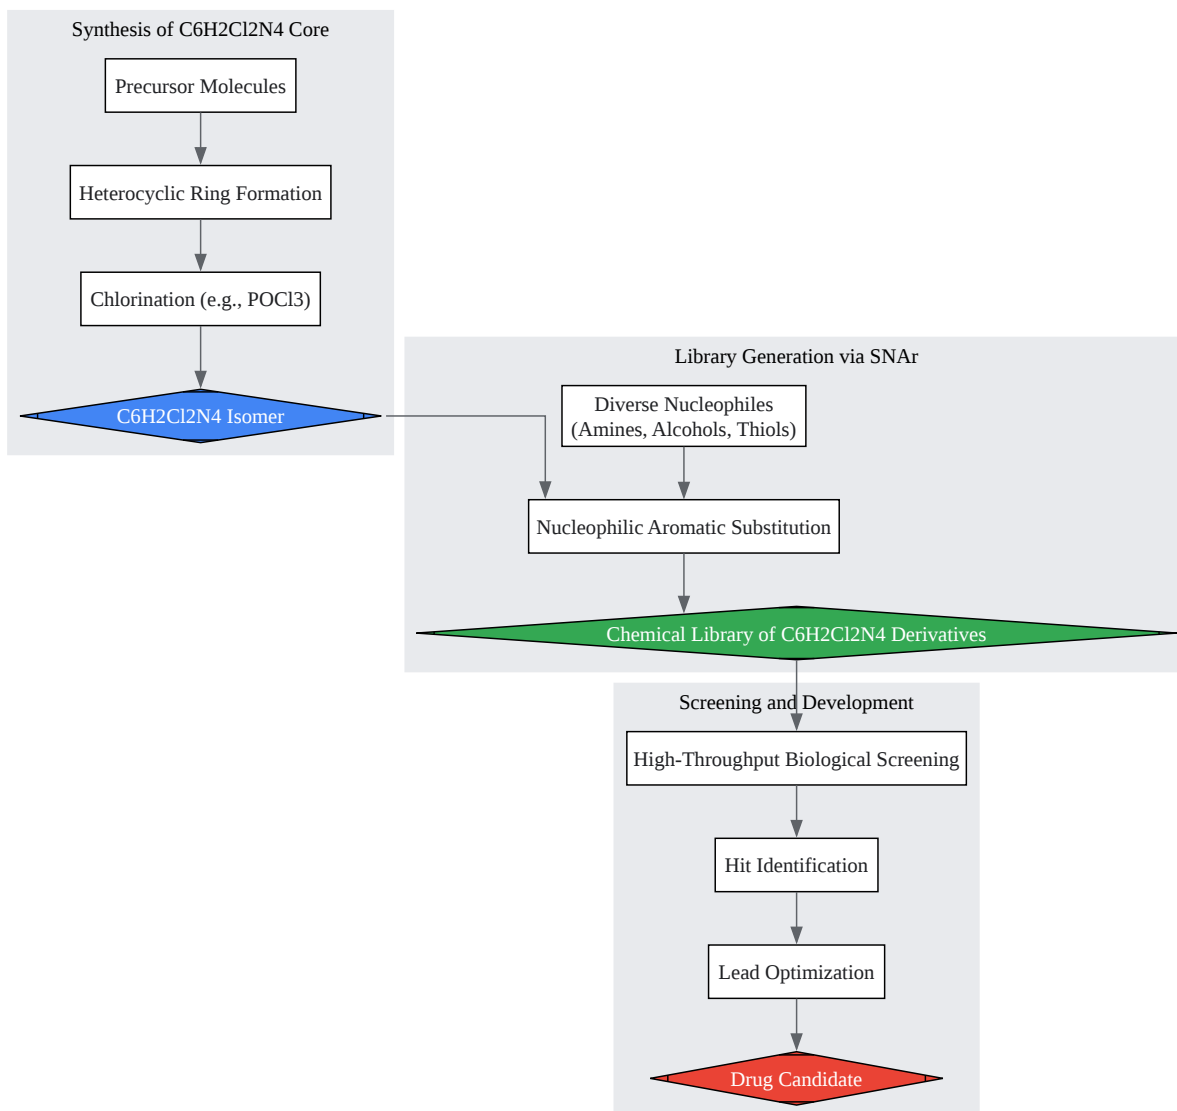 Synthesis of C6H2Cl2N4 Core
Precursor Molecules
Heterocyclic Ring Formation
Chlorination (e.g., POCl3)
C6H2Cl2N4 Isomer
Library Generation via SNAr
Diverse Nucleophiles
(Amines, Alcohols, Thiols)
Nucleophilic Aromatic Substitution
Chemical Library of C6H2Cl2N4 Derivatives
Screening and Development
High-Throughput Biological Screening
Hit Identification
Lead Optimization
Drug Candidate